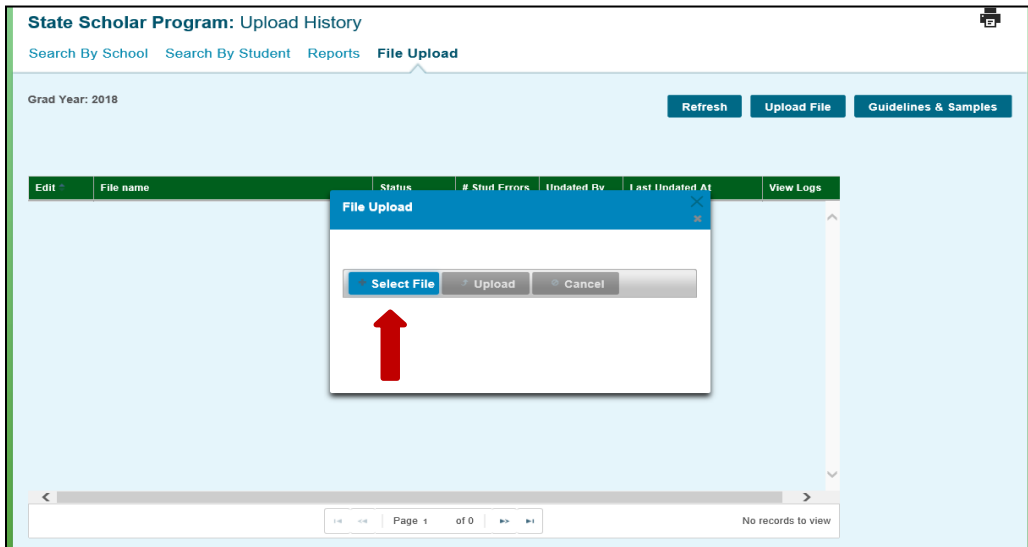 State Scholar Program: Upload History
Search By School Search By Student Reports File Upload
Grad Year: 2018
Refresh Upload File Guidelines & Samples
Edit File name Status # Stud Errors Updated By Last Updated At View Logs
File Upload
Select File Upload Cancel
Page 1 of 0
No records to view